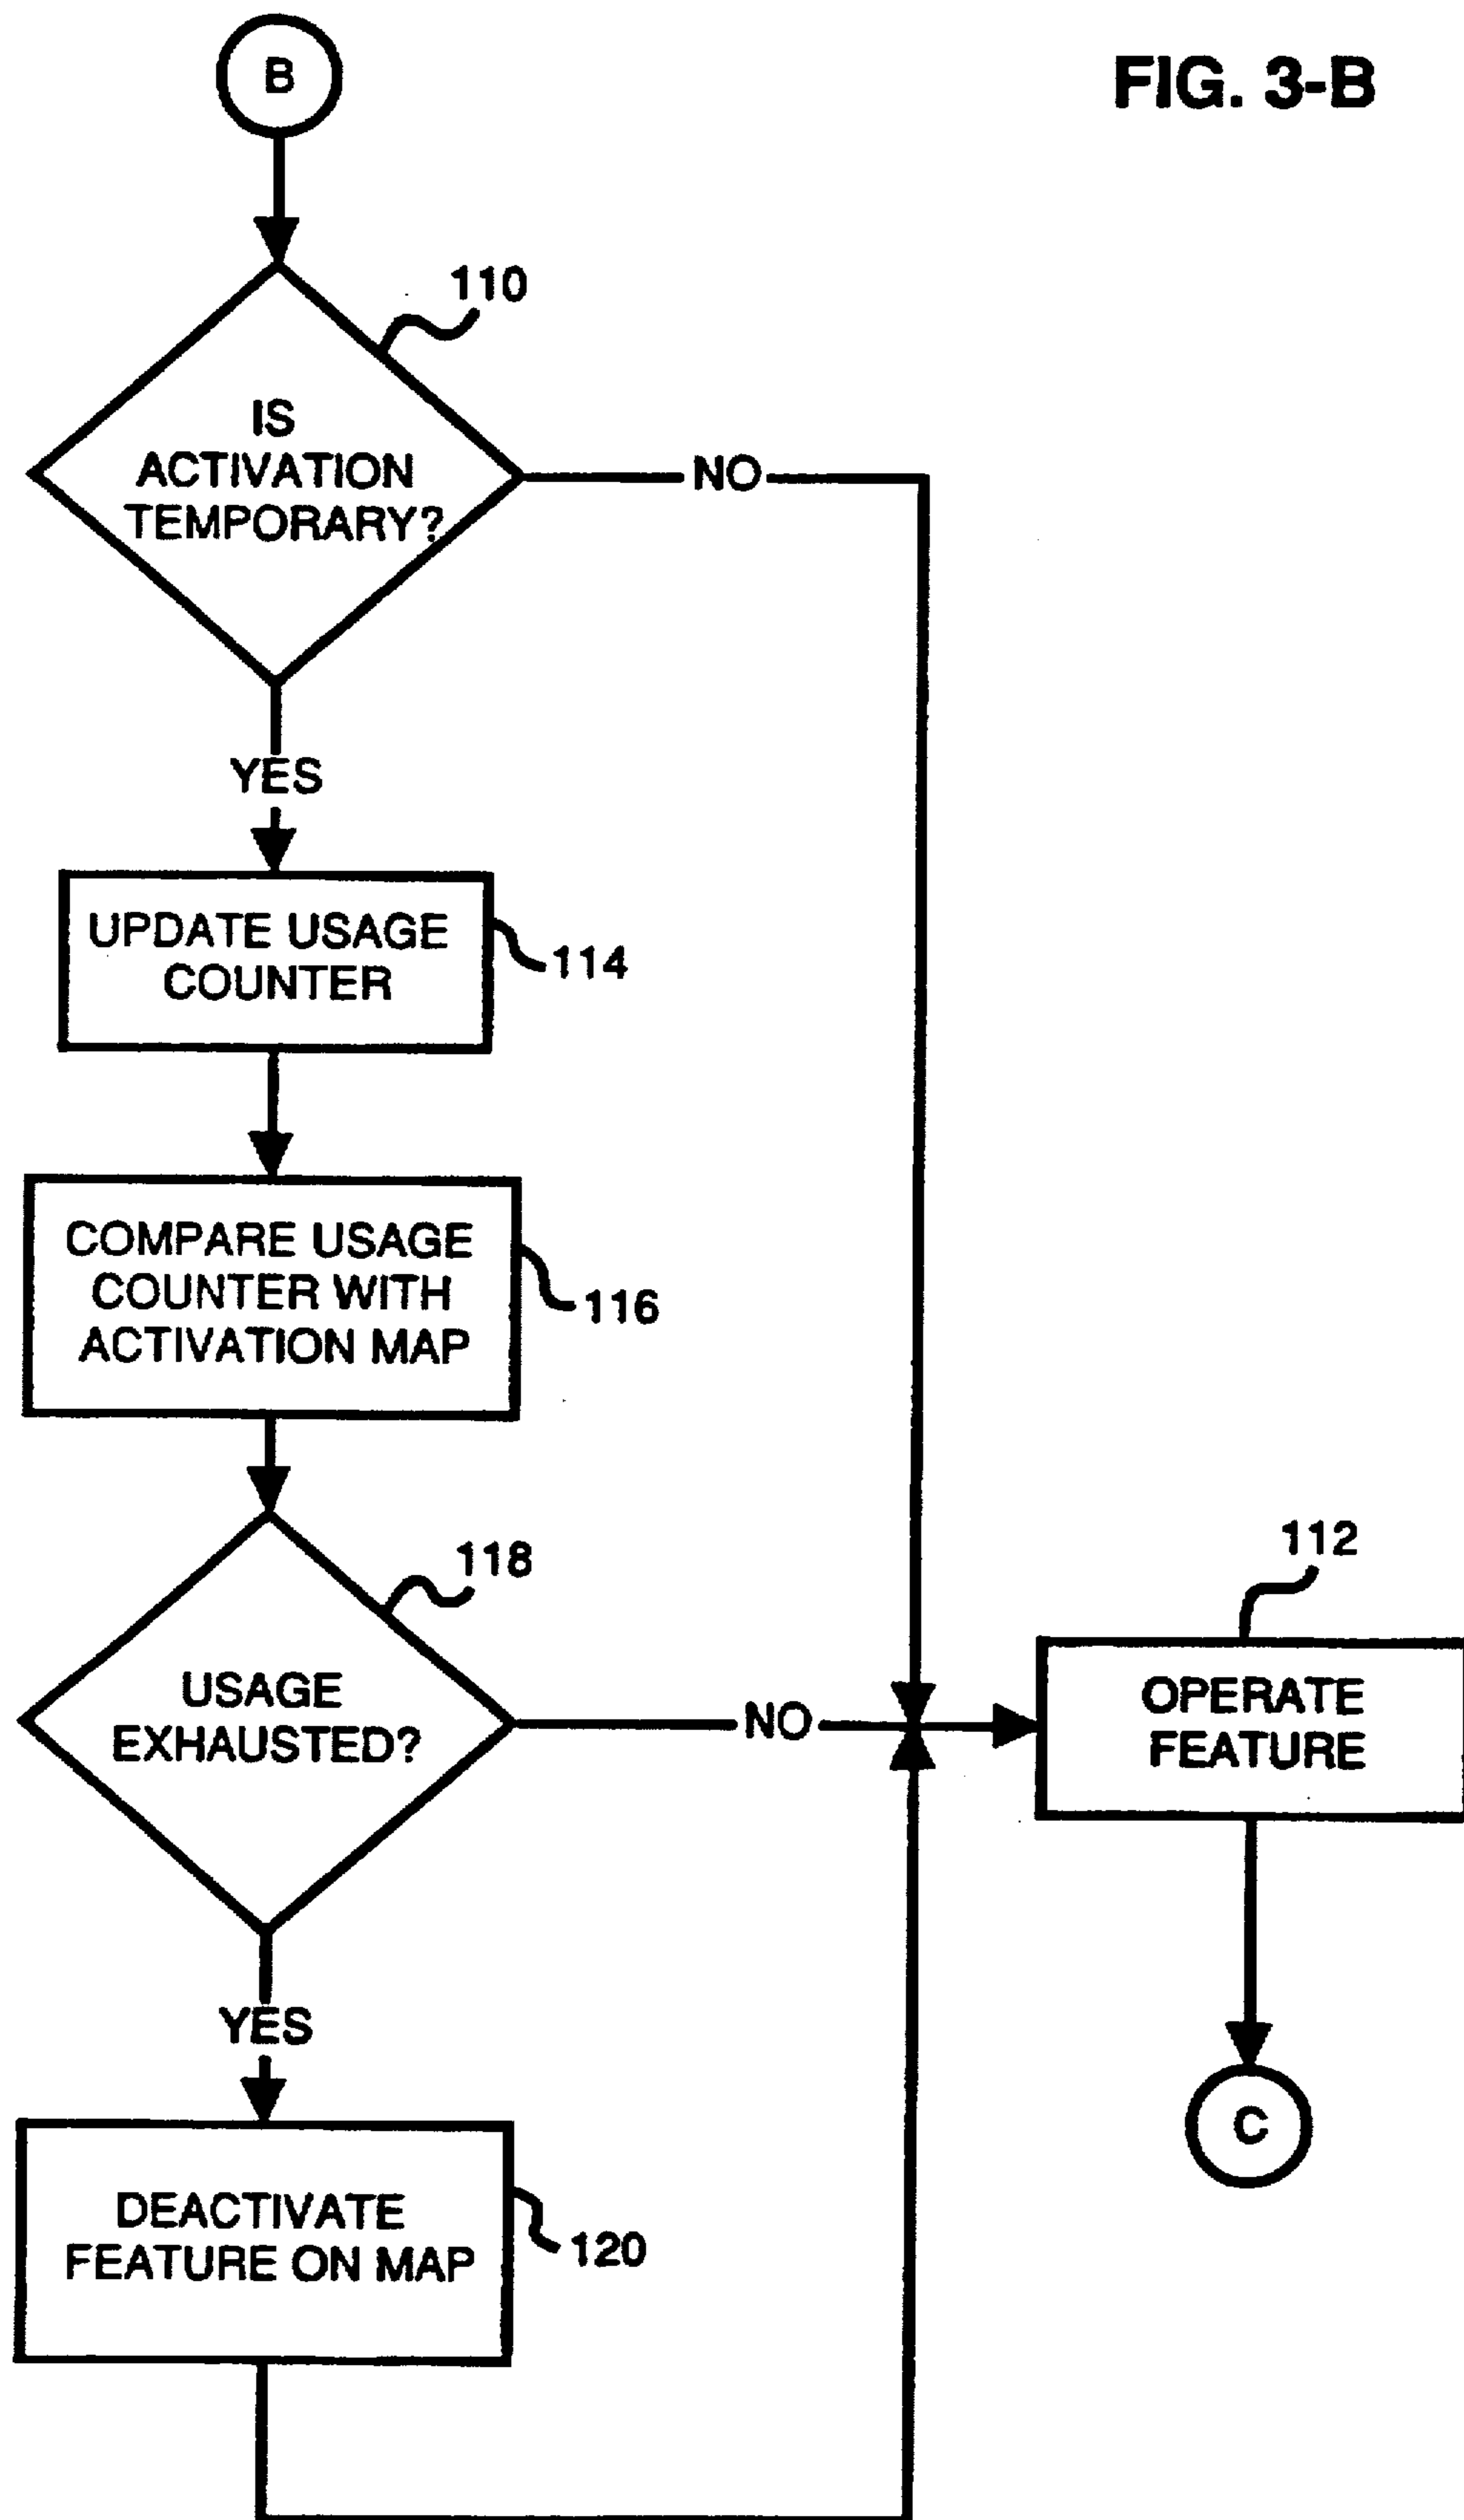 B
FIG. 3-B
110
IS
ACTIVATION
TEMPORARY?
NO
YES
UPDATE USAGE
COUNTER
114
COMPARE USAGE
COUNTER WITH
ACTIVATION MAP
116
118
USAGE
EXHAUSTED?
NO
112
OPERATE
FEATURE
YES
C
DEACTIVATE
FEATURE ON MAP
120